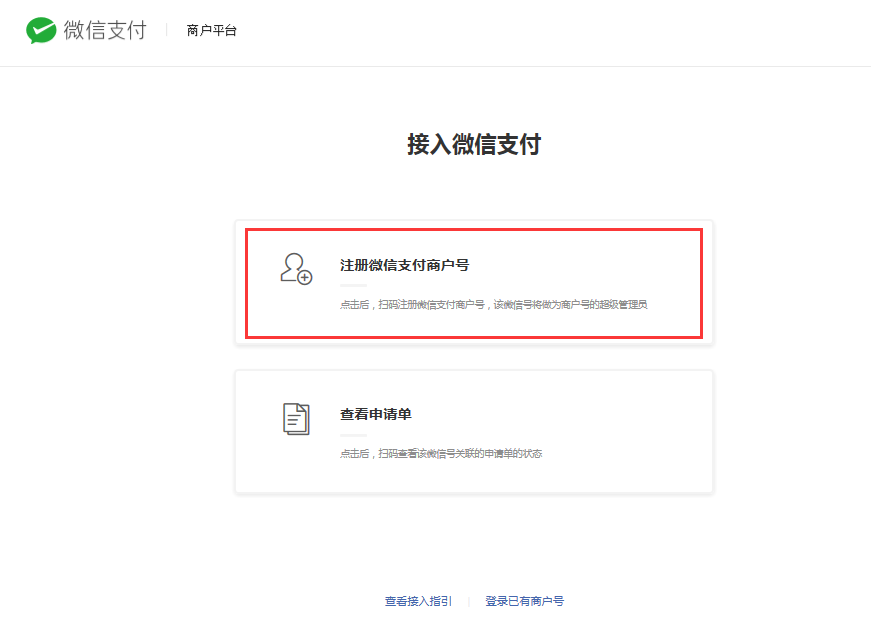 微信支付 商户平台
接入微信支付
注册微信支付商户号
点击后，扫码注册微信支付商户号，该微信号将做为商户号的超级管理员
查看申请单
点击后，扫码查看该微信号关联的申请单的状态
查看接入指引 登录已有商户号